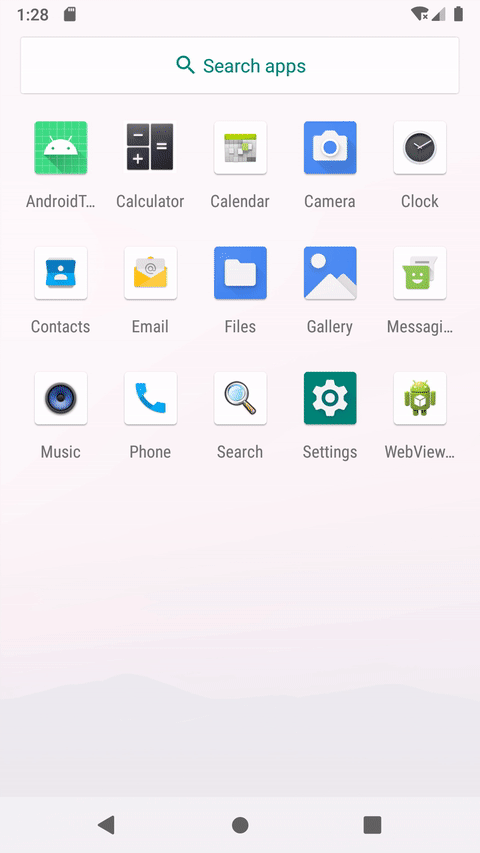 1:28
Search apps
AndroidT... Calculator Calendar Camera Clock
Contacts Email Files Gallery Messagi...
Music Phone Search Settings WebView...